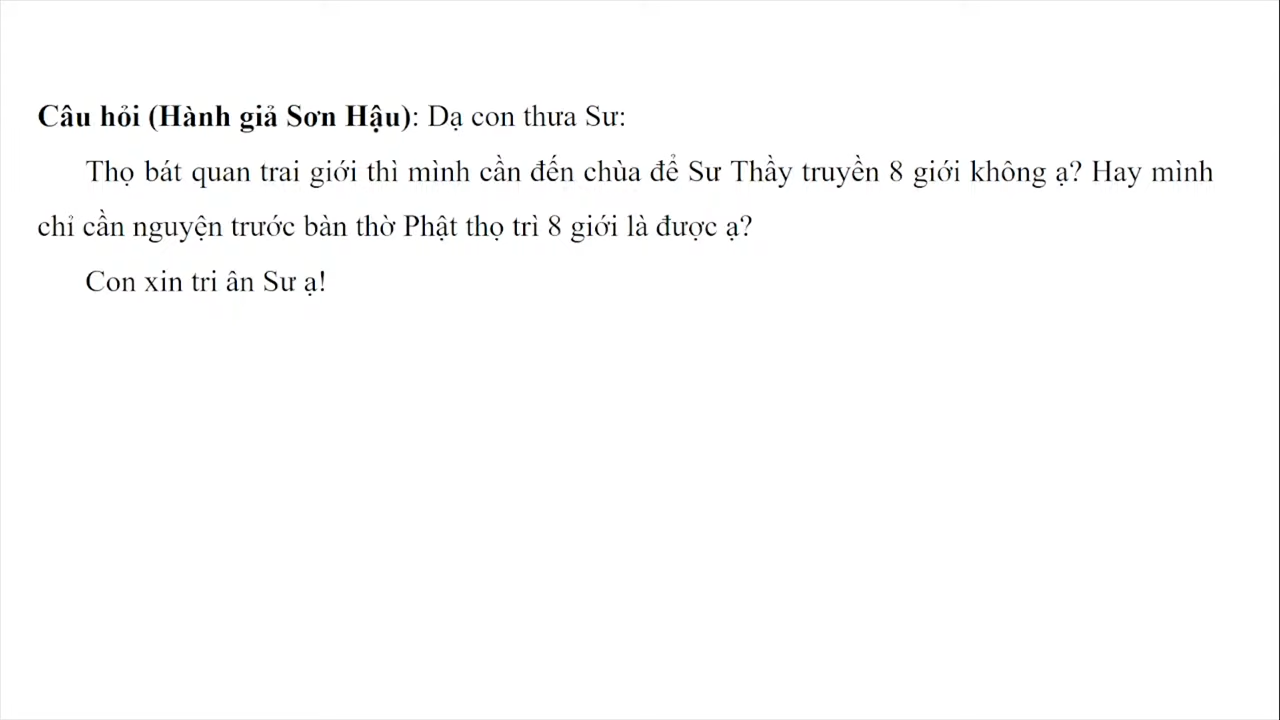 Câu hỏi (Hành giả Sơn Hậu): Dạ con thưa Sư:
Thọ bát quan trai giới thì mình cần đến chùa để Sư Thầy truyền 8 giới không ạ? Hay mình
chỉ cần nguyện trước bàn thờ Phật thọ trì 8 giới là được ạ?
Con xin tri ân Sư ạ!